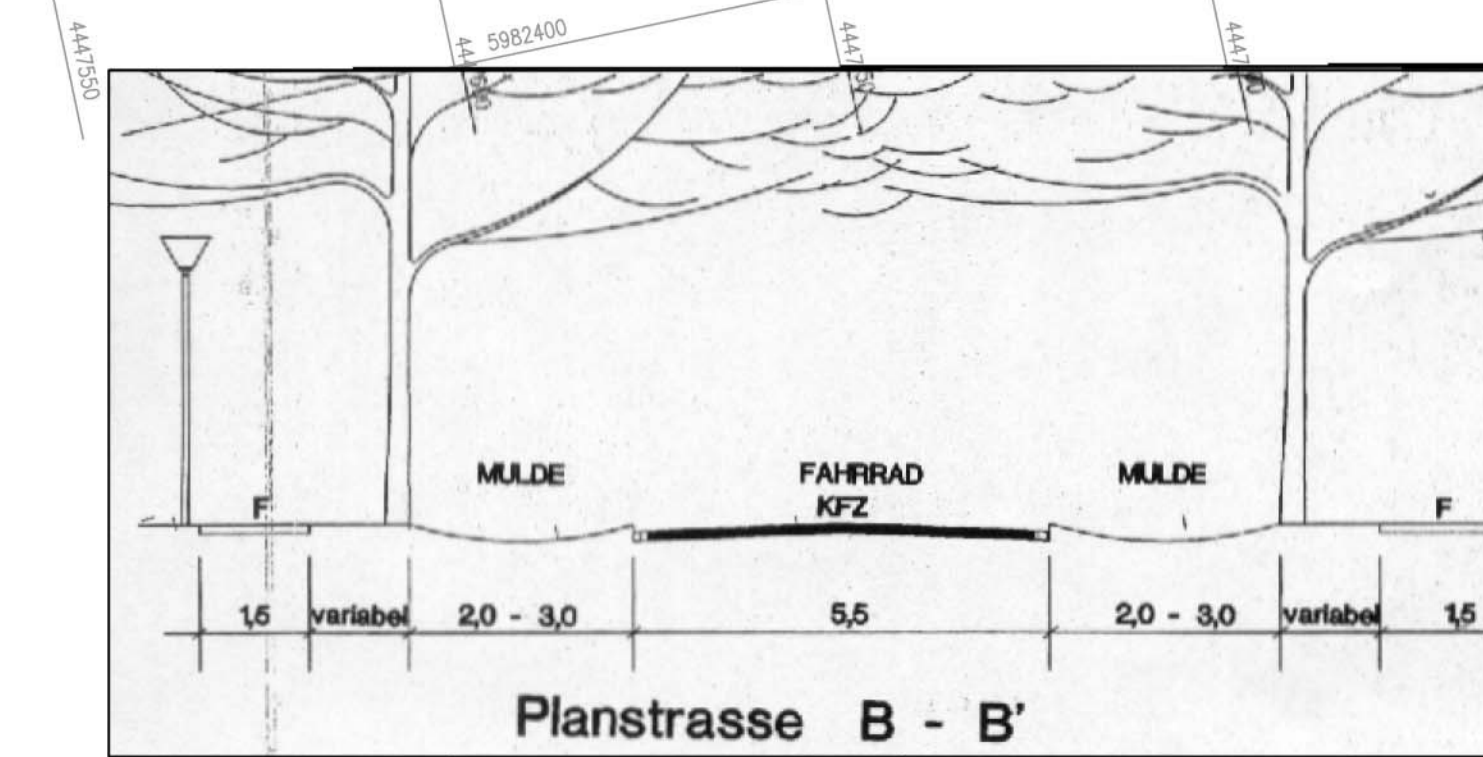 4447550
5982400
MULDE FAHRRAD MULDE
F KFZ F
1,5 variabel 2,0 - 3,0 5,5 2,0 - 3,0 variabel 1,5
Planstrasse B - B'